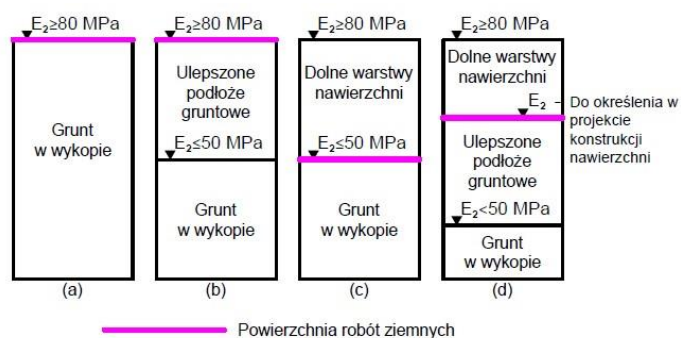 E₂≥80 MPa
Grunt
w wykopie
(a)
E₂≥80 MPa
Ulepszone
podłoże
gruntowe
E₂≤50 MPa
Grunt
w wykopie
(b)
E₂≥80 MPa
Dolne warstwy
nawierzchni
E₂≤50 MPa
Grunt
w wykopie
(c)
E₂≥80 MPa
Dolne warstwy
nawierzchni
E₂ – Do określenia w
projekcie
konstrukcji
nawierzchni
Ulepszone
podłoże
gruntowe
E₂<50 MPa
Grunt
w wykopie
(d)
Powierzchnia robót ziemnych